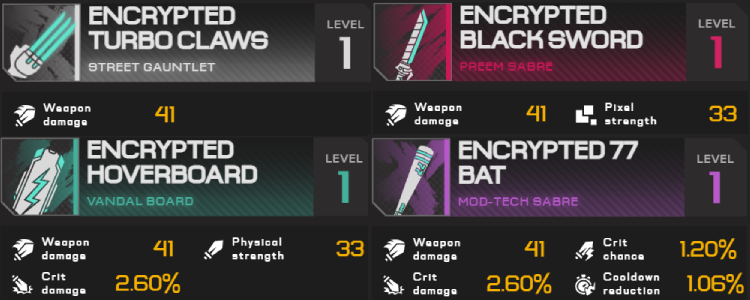 ENCRYPTED
TURBO CLAWS
STREET GAUNTLET
LEVEL
1
Weapon
damage
41
ENCRYPTED
BLACK SWORD
PREEM SABRE
LEVEL
1
Weapon
damage
41
Pixel
strength
33
ENCRYPTED
HOVERBOARD
VANDAL BOARD
LEVEL
1
Weapon
damage
41
Physical
strength
33
Crit
damage
2.60%
ENCRYPTED 77
BAT
MOD-TECH SABRE
LEVEL
1
Weapon
damage
41
Crit
chance
1.20%
Crit
damage
2.60%
Cooldown
reduction
1.06%